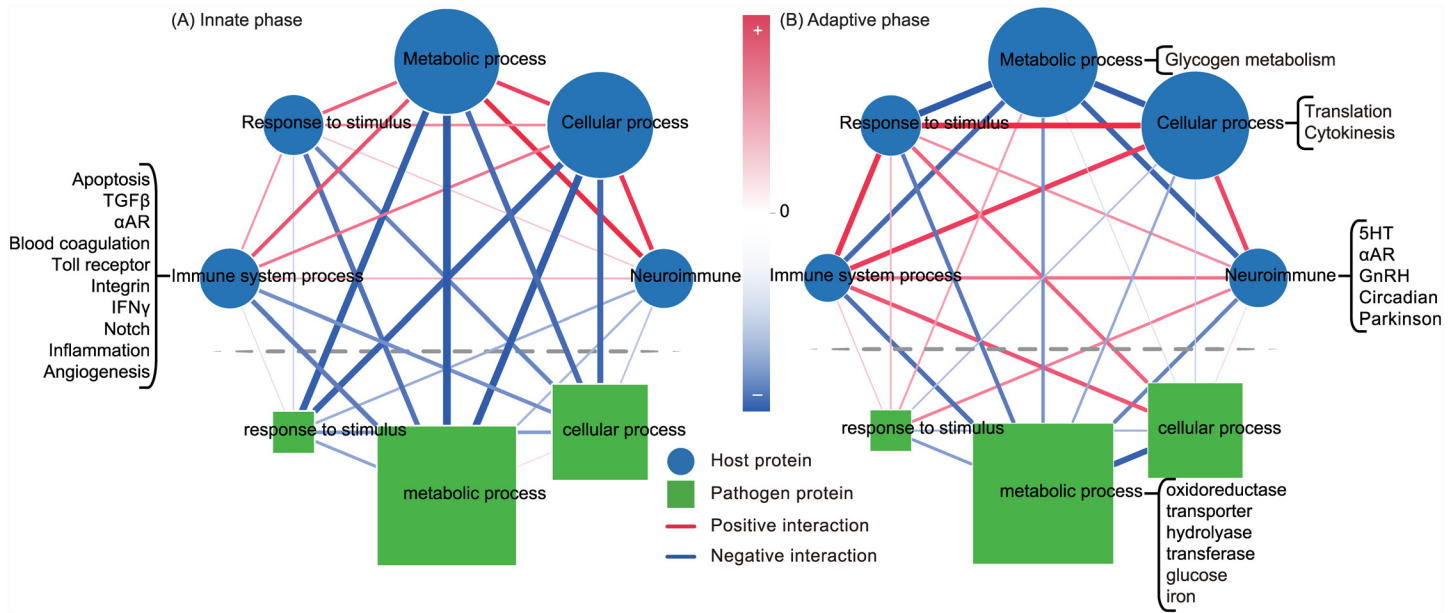 (A) Innate phase
Metabolic process
Response to stimulus
Cellular process
Apoptosis
TGFβ
αAR
Blood coagulation
Toll receptor
Integrin
IFNγ
Notch
Inflammation
Angiogenesis
Immune system process
Neuroimmune
response to stimulus
cellular process
metabolic process
+
0
–
Host protein
Pathogen protein
Positive interaction
Negative interaction
(B) Adaptive phase
Metabolic process
Glycogen metabolism
Response to stimulus
Cellular process
Translation
Cytokinesis
Immune system process
Neuroimmune
5HT
αAR
GnRH
Circadian
Parkinson
response to stimulus
cellular process
metabolic process
oxidoreductase
transporter
hydrolyase
transferase
glucose
iron